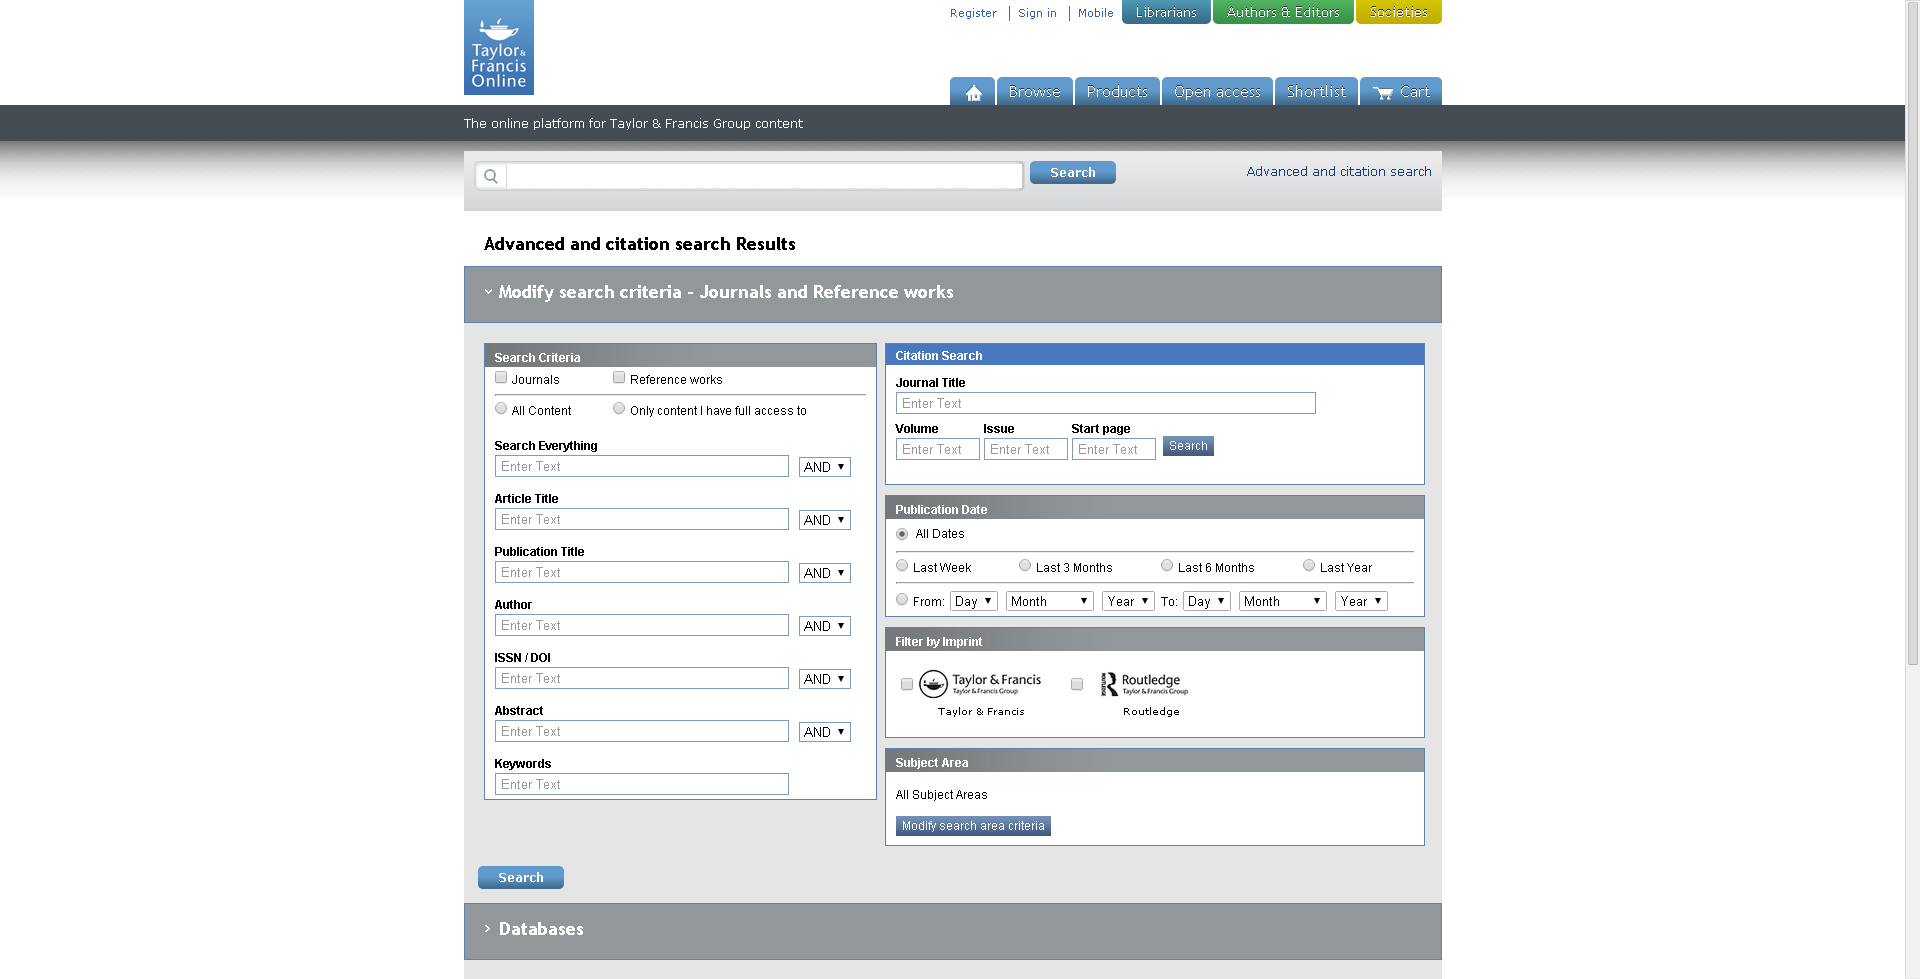 Register
Sign in
Mobile
Librarians
Authors & Editors
Societies
Taylor &
Francis
Online
Browse
Products
Open access
Shortlist
Cart
The online platform for Taylor & Francis Group content
Search
Advanced and citation search
Advanced and citation search Results
Modify search criteria - Journals and Reference works
Search Criteria
Journals
Reference works
All Content
Only content I have full access to
Search Everything
Enter Text
AND
Article Title
Enter Text
AND
Publication Title
Enter Text
AND
Author
Enter Text
AND
ISSN / DOI
Enter Text
AND
Abstract
Enter Text
AND
Keywords
Enter Text
Citation Search
Journal Title
Enter Text
Volume
Issue
Start page
Enter Text
Enter Text
Enter Text
Search
Publication Date
All Dates
Last Week
Last 3 Months
Last 6 Months
Last Year
From: Day Month Year To: Day Month Year
Filter by Imprint
Taylor & Francis
Taylor & Francis Group
Taylor & Francis
ROUTLEDGE
Routledge
Taylor & Francis Group
Routledge
Subject Area
All Subject Areas
Modify search area criteria
Search
Databases